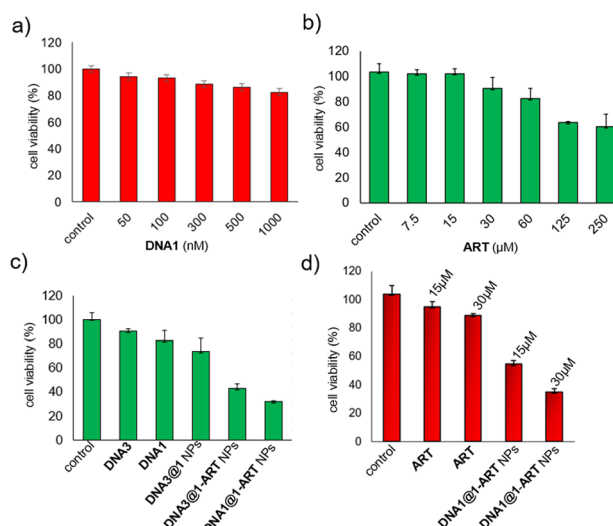 a)
cell viability (%)
120
100
80
60
40
20
0
control
50
100
300
500
1000
DNA1 (nM)
b)
cell viability (%)
120
100
80
60
40
20
0
control
7.5
15
30
60
125
250
ART (µM)
c)
cell viability (%)
120
100
80
60
40
20
0
control
DNA3
DNA1
DNA3@1 NPs
DNA3@1-ART NPs
DNA1@1-ART NPs
d)
cell viability (%)
120
100
80
60
40
20
0
15µM
30µM
15µM
30µM
control
ART
ART
DNA1@1-ART NPs
DNA1@1-ART NPs